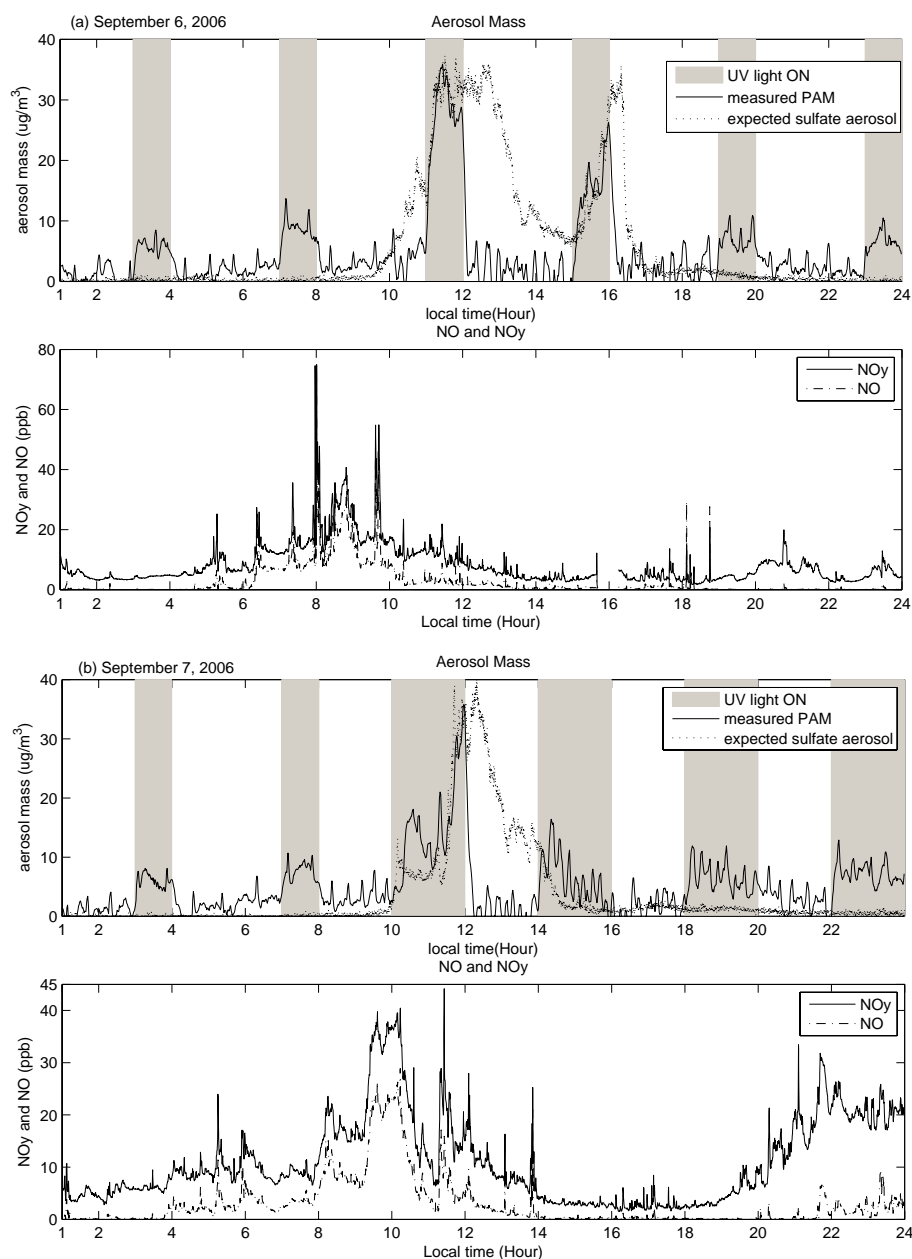 (a) September 6, 2006
Aerosol Mass
40
30
20
10
0
aerosol mass (ug/m³)
UV light ON
measured PAM
expected sulfate aerosol
1 2 4 6 8 10 12 14 16 18 20 22 24
local time(Hour)
NO and NOy
80
60
40
20
0
NOy and NO (ppb)
NOy
NO
1 2 4 6 8 10 12 14 16 18 20 22 24
Local time (Hour)
(b) September 7, 2006
Aerosol Mass
40
30
20
10
0
aerosol mass (ug/m³)
UV light ON
measured PAM
expected sulfate aerosol
1 2 4 6 8 10 12 14 16 18 20 22 24
local time(Hour)
NO and NOy
45
40
30
20
10
0
NOy and NO (ppb)
NOy
NO
1 2 4 6 8 10 12 14 16 18 20 22 24
Local time (Hour)